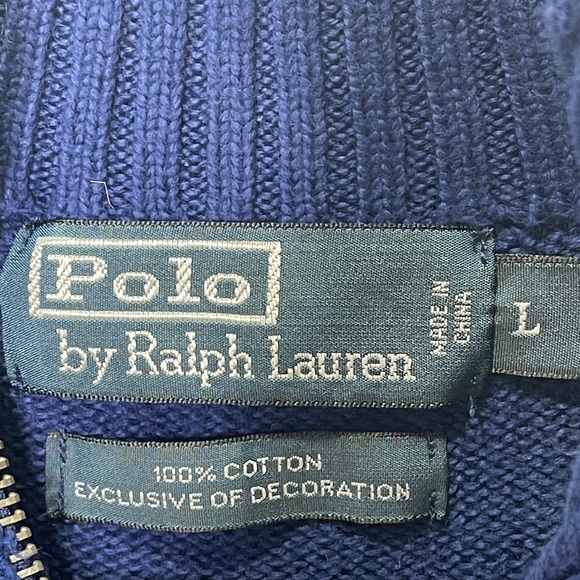 Polo
by Ralph Lauren
MADE IN
CHINA
L
100% COTTON
EXCLUSIVE OF DECORATION